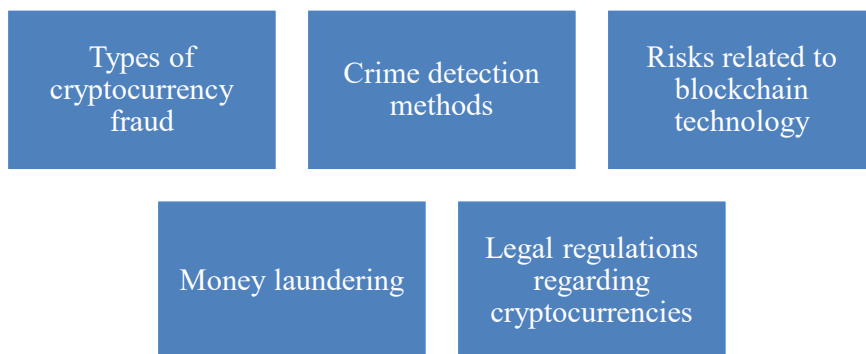 Types of
cryptocurrency
fraud
Crime detection
methods
Risks related to
blockchain
technology
Money laundering
Legal regulations
regarding
cryptocurrencies